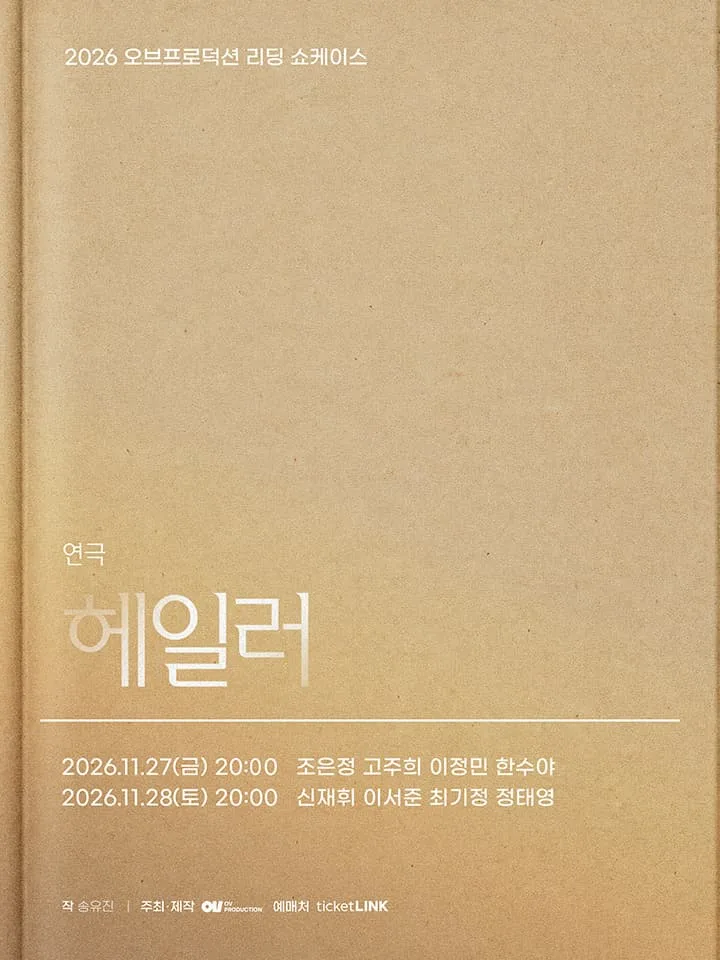 2026 오브프로덕션 리딩 쇼케이스
연극
헤일러
2026.11.27(금) 20:00 조은정 고주희 이정민 한수야
2026.11.28(토) 20:00 신재휘 이서준 최기정 정태영
작 송유진 | 주최·제작 OV OV PRODUCTION 예매처 ticketLINK